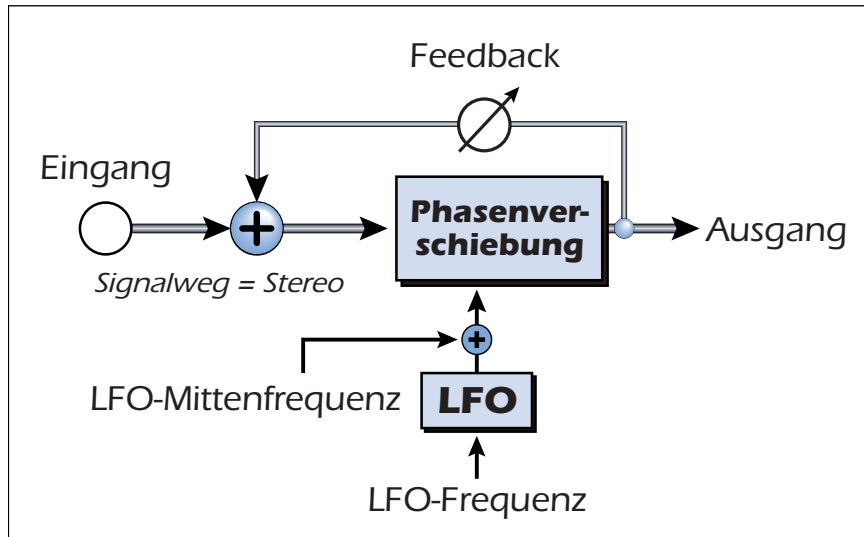 Feedback
Eingang
+
Phasenver-
schiebung
Ausgang
Signalweg = Stereo
+
LFO-Mittenfrequenz
LFO
LFO-Frequenz